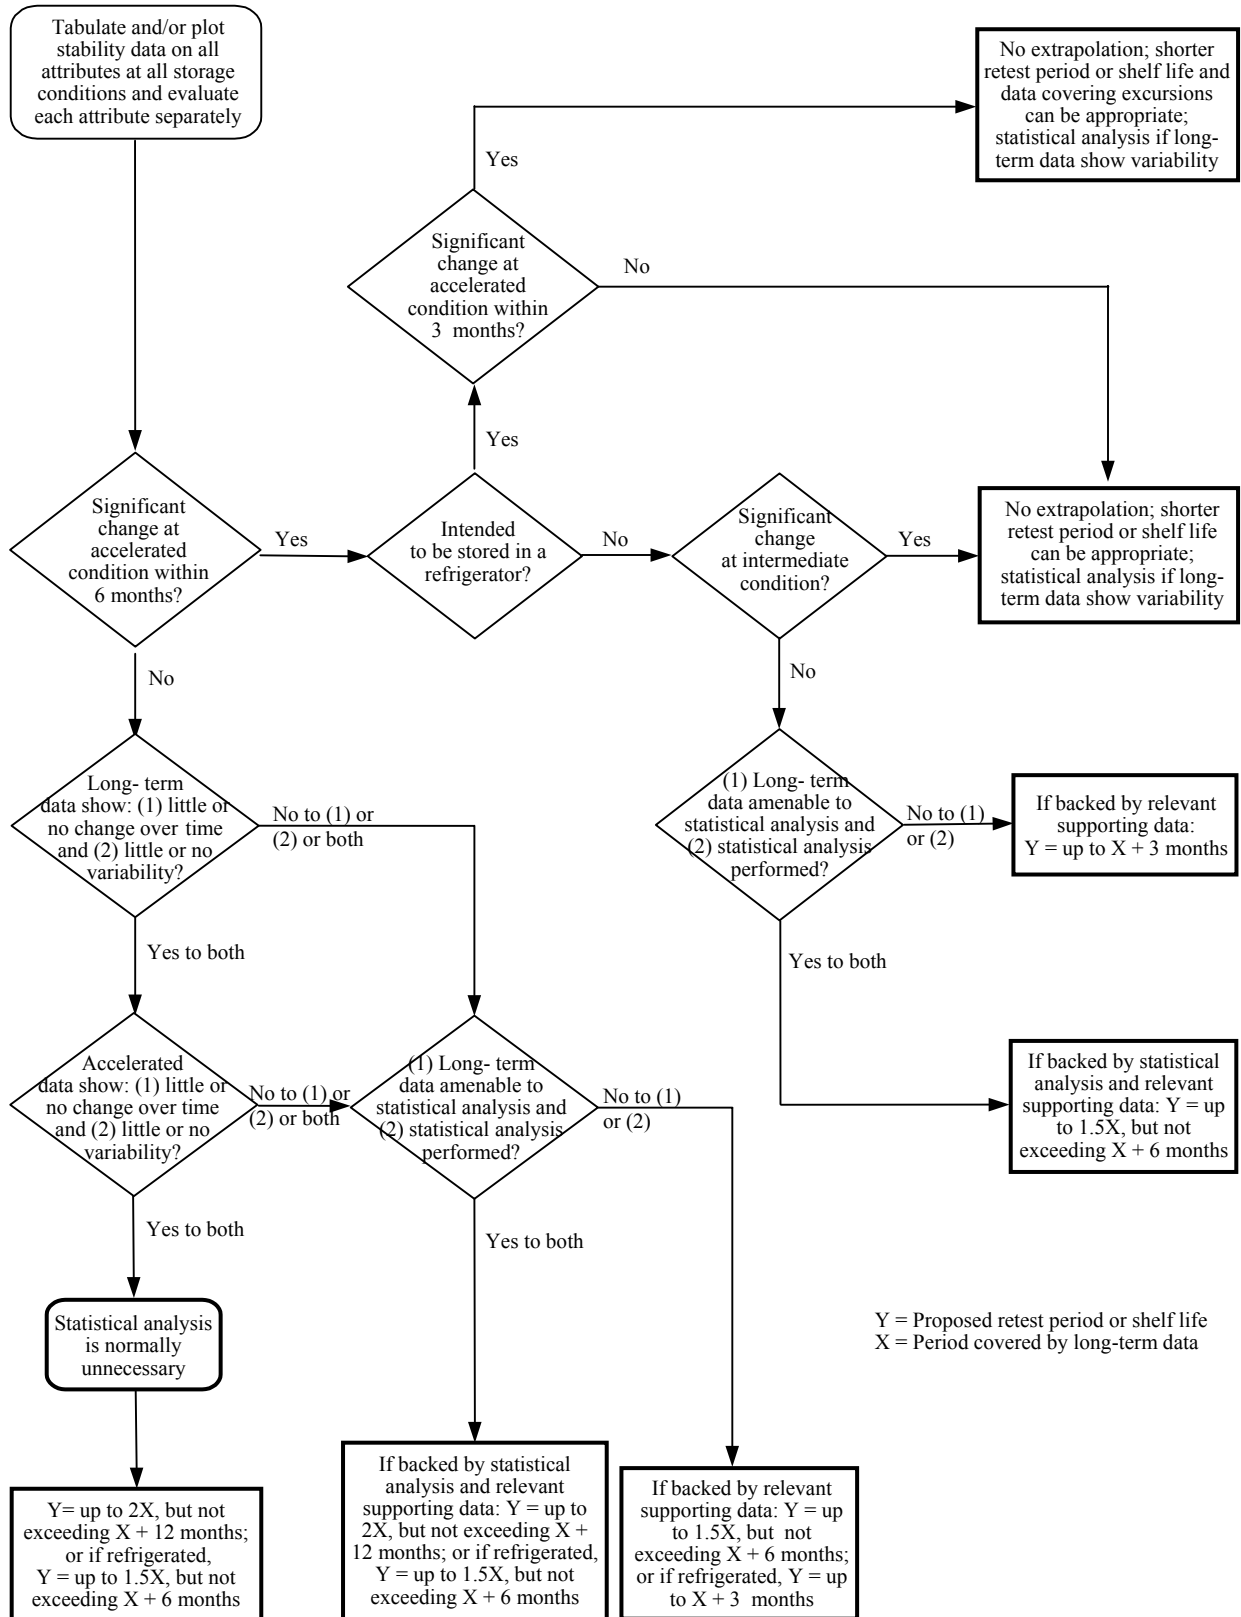 Tabulate and/or plot
stability data on all
attributes at all storage
conditions and evaluate
each attribute separately
No extrapolation; shorter
retest period or shelf life and
data covering excursions
can be appropriate;
statistical analysis if long-
term data show variability
Yes
Significant
change at
accelerated
condition within
3 months?
No
Yes
Significant
change at
accelerated
condition within
6 months?
Yes
Intended
to be stored in a
refrigerator?
No
Significant
change
at intermediate
condition?
Yes
No extrapolation; shorter
retest period or shelf life
can be appropriate;
statistical analysis if long-
term data show variability
No
No
Long- term
data show: (1) little or
no change over time
and (2) little or no
variability?
No to (1) or
(2) or both
(1) Long- term
data amenable to
statistical analysis and
(2) statistical analysis
performed?
No to (1)
or (2)
If backed by relevant
supporting data:
Y = up to X + 3 months
Yes to both
Yes to both
Accelerated
data show: (1) little or
no change over time
and (2) little or no
variability?
No to (1) or
(2) or both
(1) Long- term
data amenable to
statistical analysis and
(2) statistical analysis
performed?
No to (1)
or (2)
If backed by statistical
analysis and relevant
supporting data: Y = up
to 1.5X, but not
exceeding X + 6 months
Yes to both
Yes to both
Statistical analysis
is normally
unnecessary
Y = Proposed retest period or shelf life
X = Period covered by long-term data
Y= up to 2X, but not
exceeding X + 12 months;
or if refrigerated,
Y = up to 1.5X, but not
exceeding X + 6 months
If backed by statistical
analysis and relevant
supporting data: Y = up to
2X, but not exceeding X +
12 months; or if refrigerated,
Y = up to 1.5X, but not
exceeding X + 6 months
If backed by relevant
supporting data: Y = up
to 1.5X, but not
exceeding X + 6 months;
or if refrigerated, Y = up
to X + 3 months